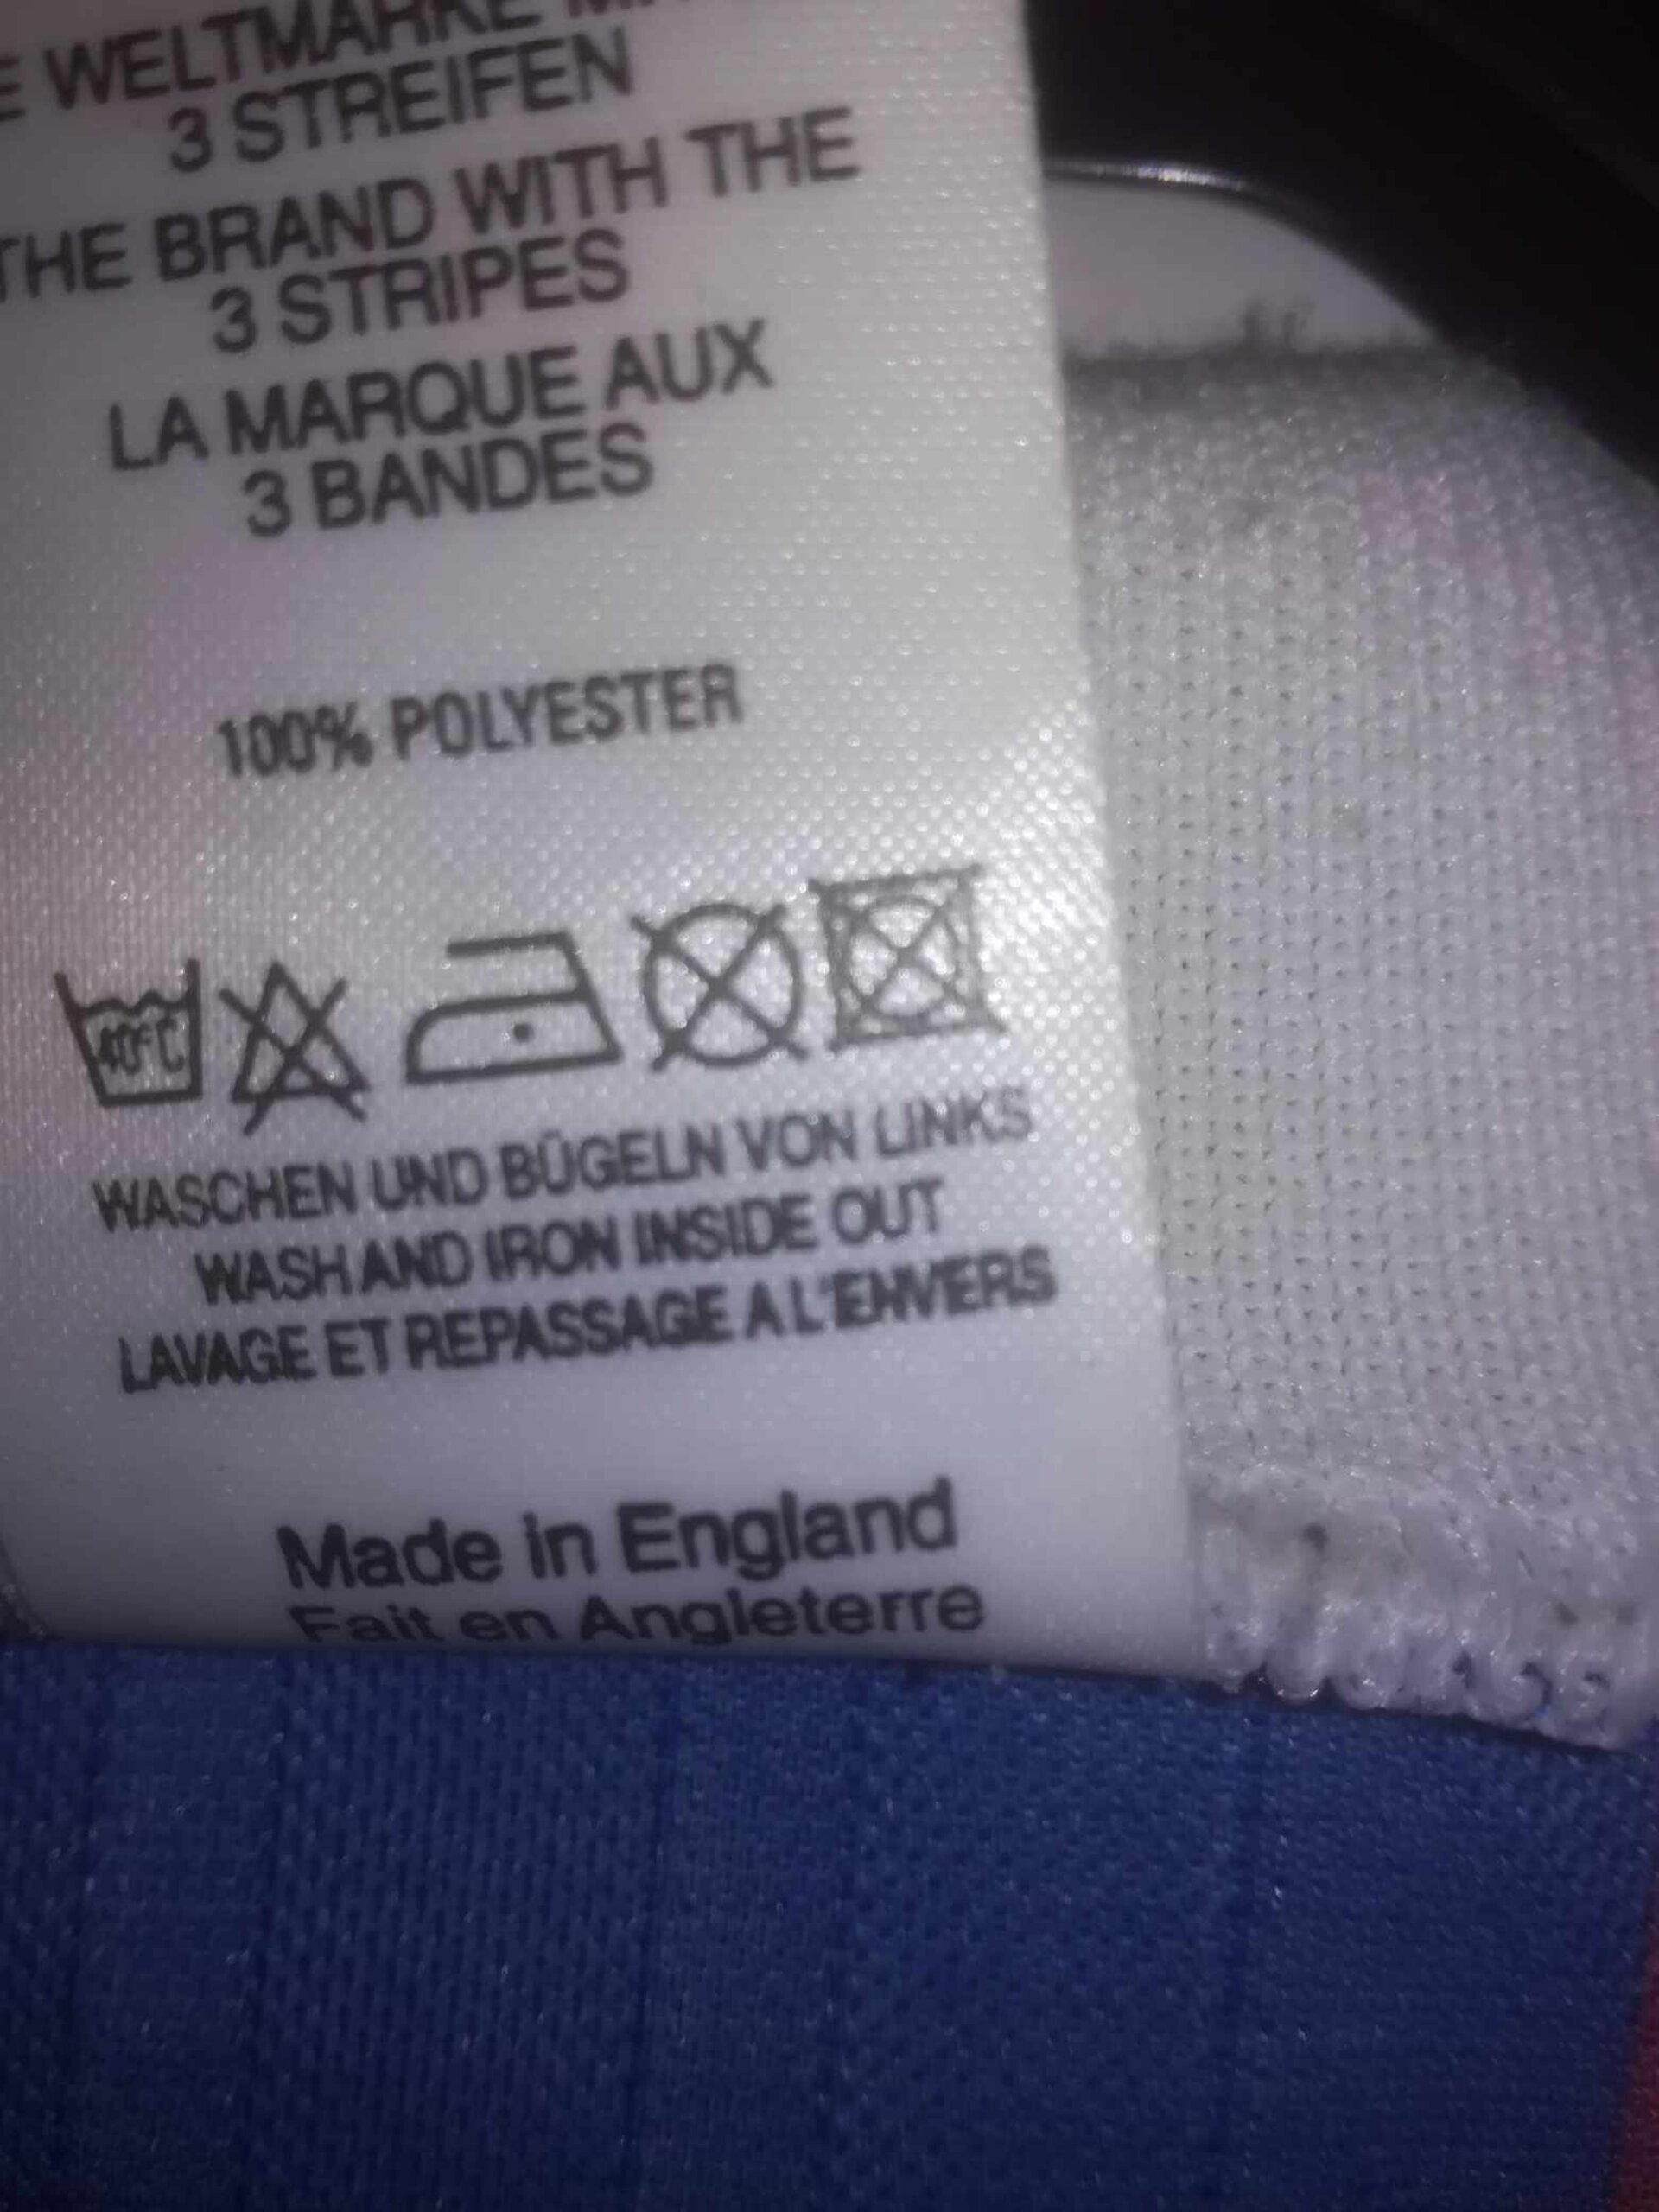 WELTMARKE
3 STREIFEN
THE BRAND WITH THE
3 STRIPES
LA MARQUE AUX
3 BANDES
100% POLYESTER
40°C
WASCHEN UND BÜGELN VON LINKS
WASH AND IRON INSIDE OUT
LAVAGE ET REPASSAGE A L'ENVERS
Made in England
Fait en Angleterre